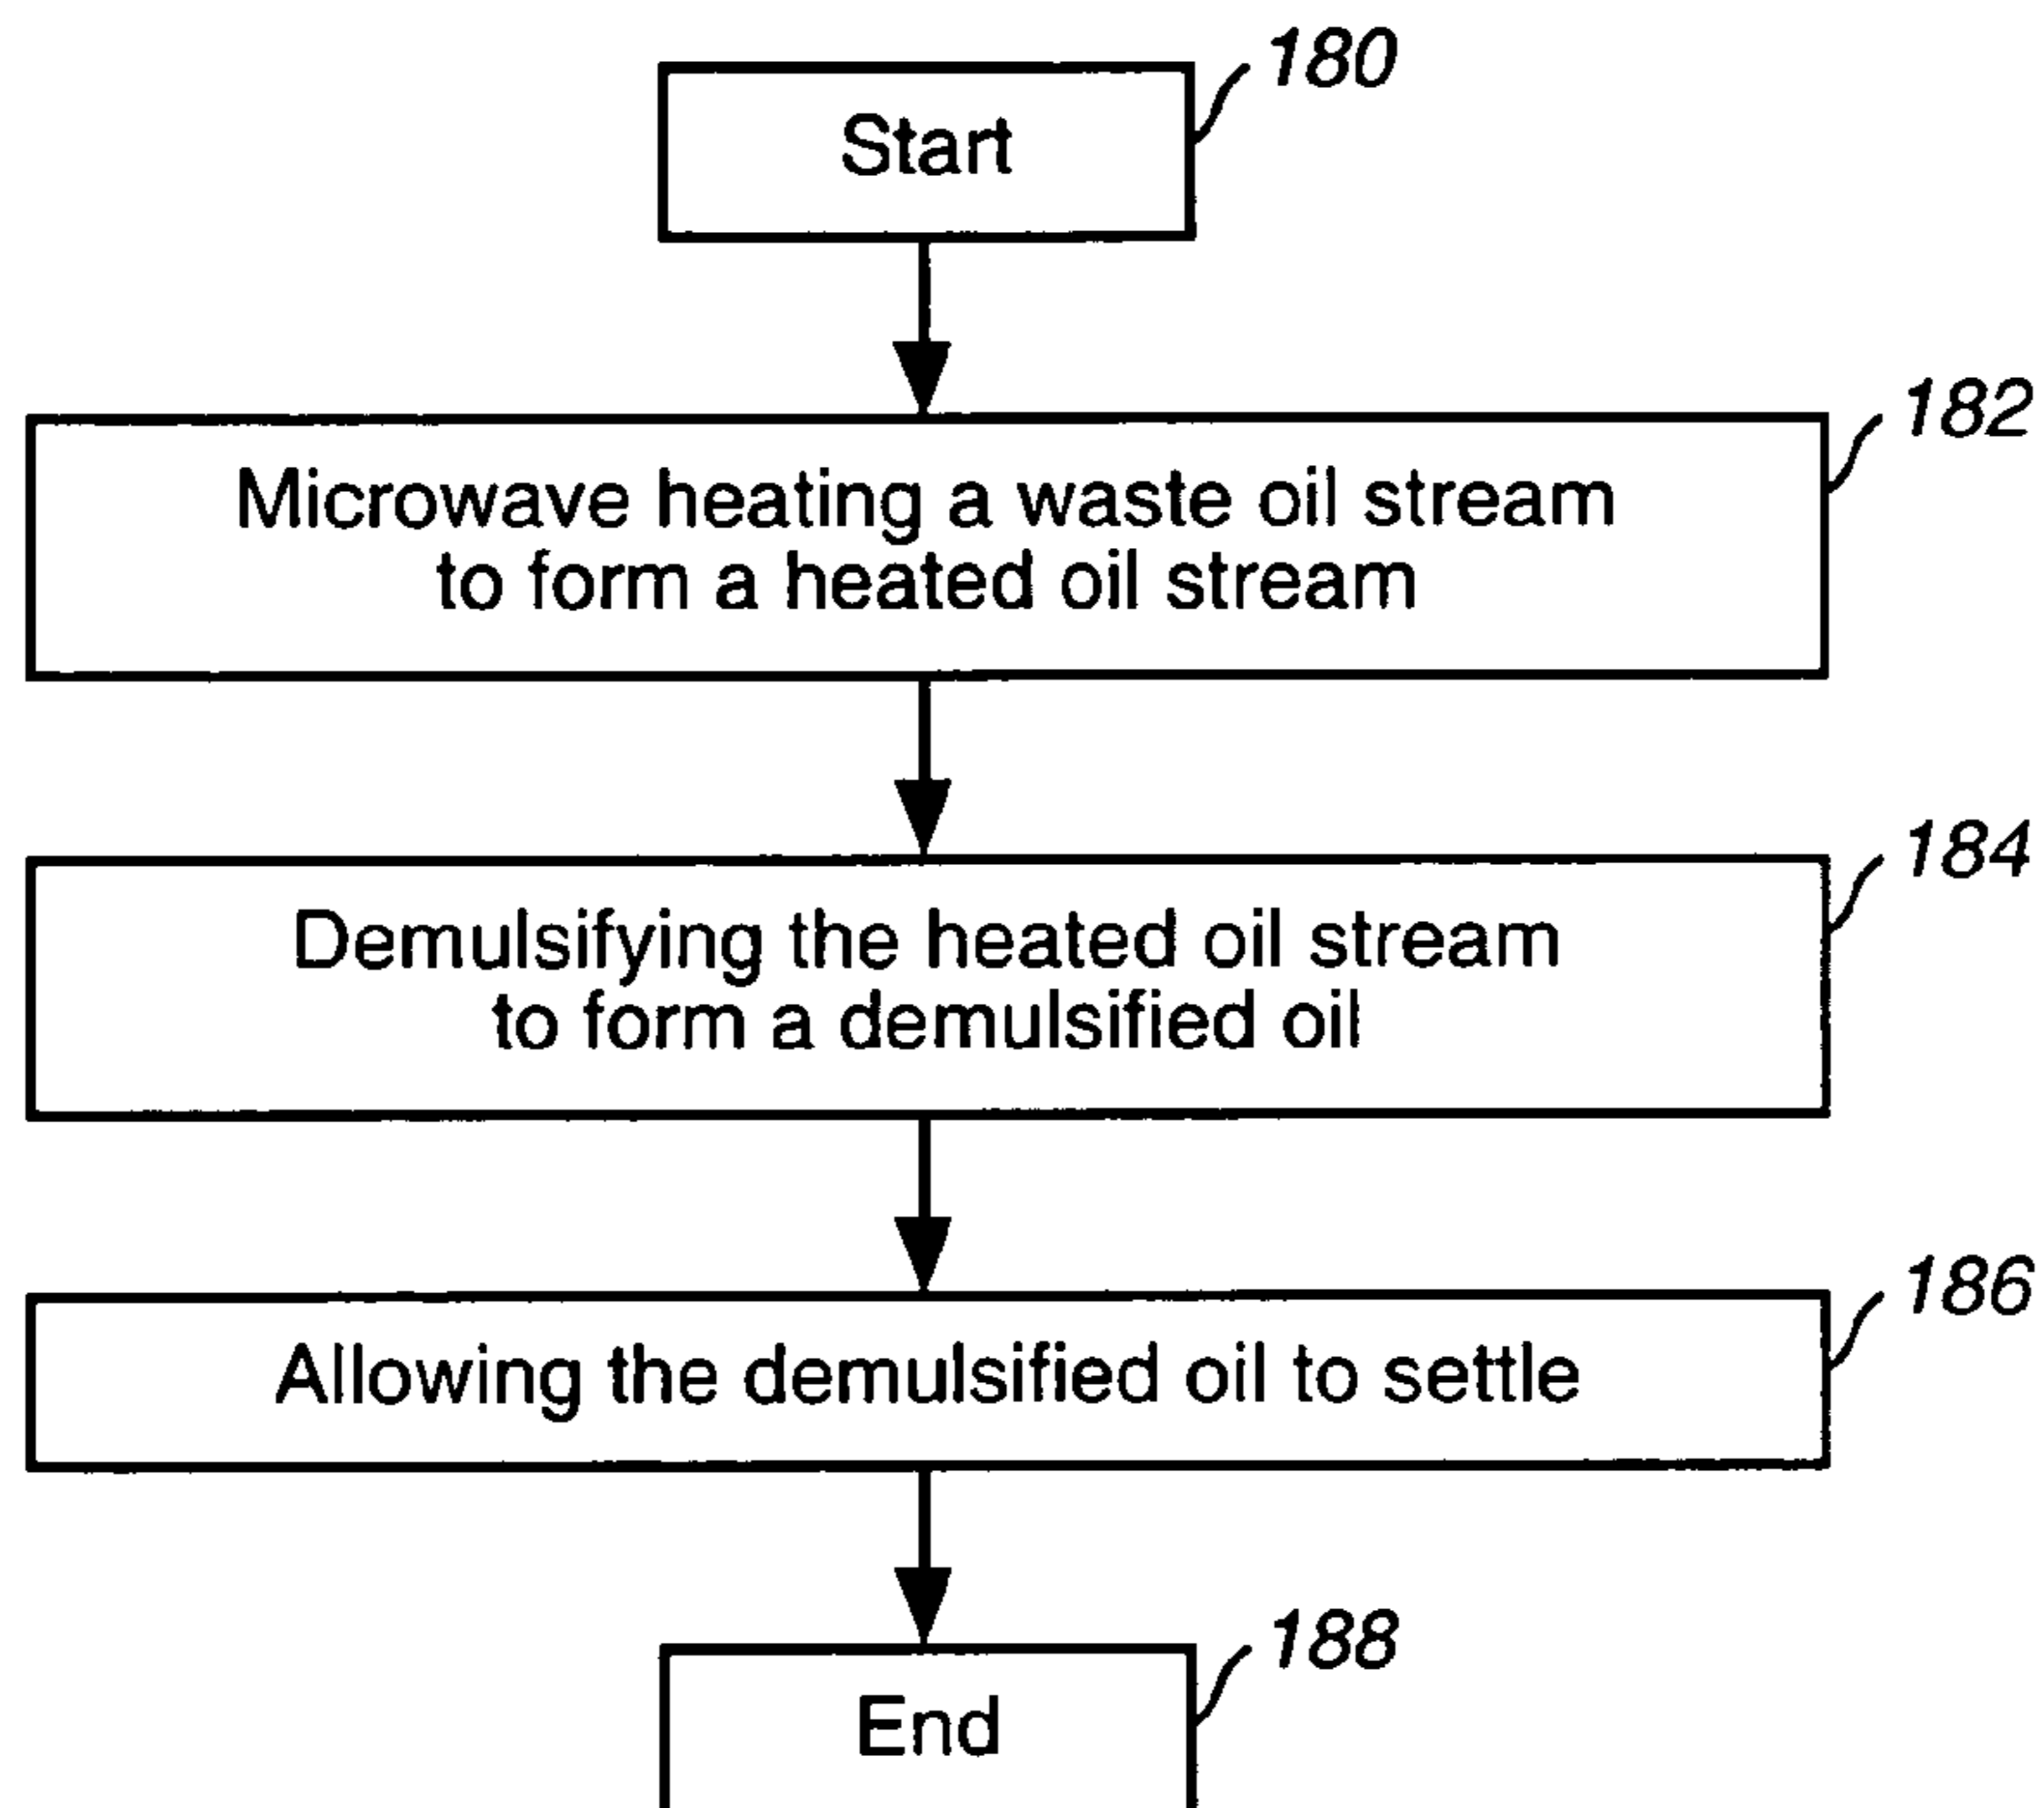 180
Start
182
Microwave heating a waste oil stream
to form a heated oil stream
184
Demulsifying the heated oil stream
to form a demulsified oil
186
Allowing the demulsified oil to settle
188
End